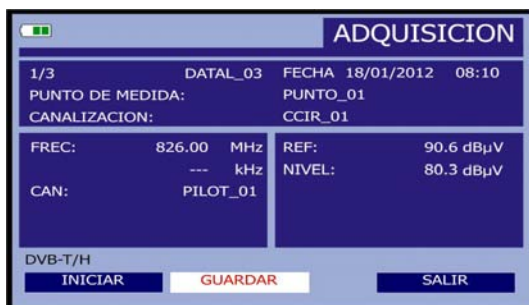 ADQUISICION
1/3 DATAL_03 FECHA 18/01/2012 08:10
PUNTO DE MEDIDA: PUNTO_01
CANALIZACION: CCIR_01
FREC: 826.00 MHz REF: 90.6 dBµV
--- kHz NIVEL: 80.3 dBµV
CAN: PILOT_01
DVB-T/H
INICIAR GUARDAR SALIR